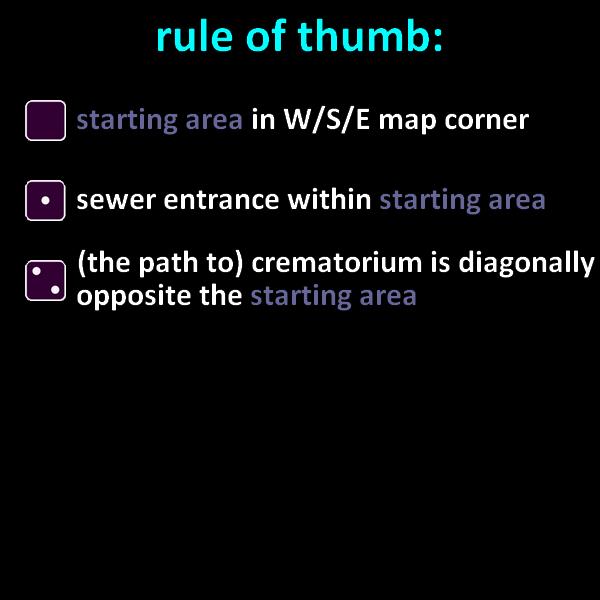 rule of thumb:
starting area in W/S/E map corner
sewer entrance within starting area
(the path to) crematorium is diagonally
opposite the starting area